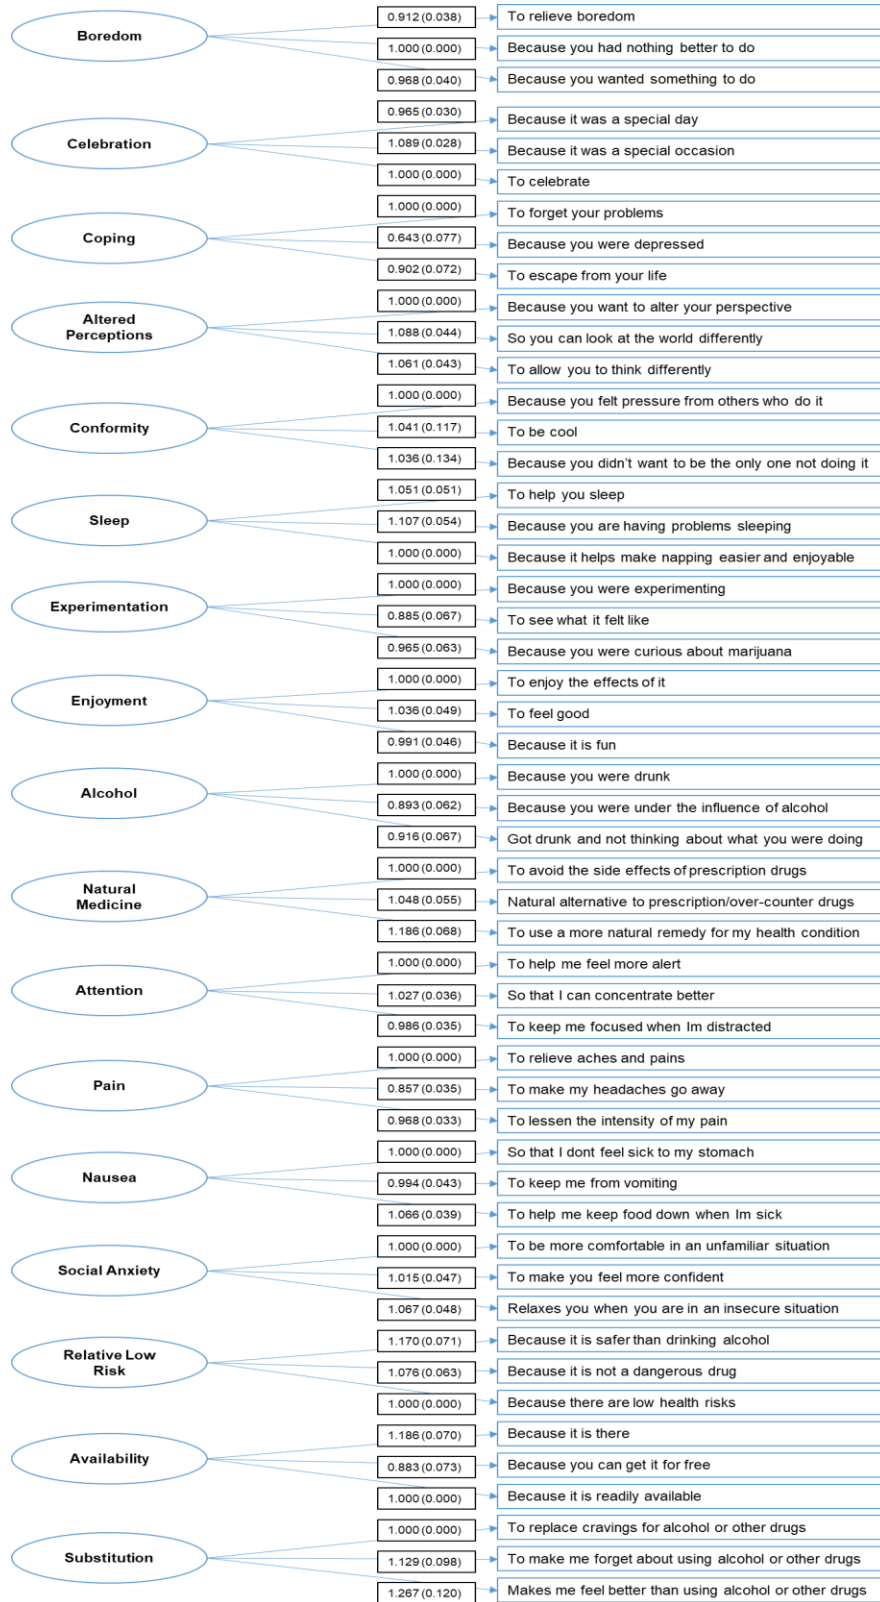 0.912 (0.038) To relieve boredom
Boredom 1.000 (0.000) Because you had nothing better to do
0.968 (0.040) Because you wanted something to do
0.965 (0.030) Because it was a special day
Celebration 1.089 (0.028) Because it was a special occasion
1.000 (0.000) To celebrate
1.000 (0.000) To forget your problems
Coping 0.643 (0.077) Because you were depressed
0.902 (0.072) To escape from your life
1.000 (0.000) Because you want to alter your perspective
Altered
Perceptions 1.088 (0.044) So you can look at the world differently
1.061 (0.043) To allow you to think differently
1.000 (0.000) Because you felt pressure from others who do it
Conformity 1.041 (0.117) To be cool
1.036 (0.134) Because you didn't want to be the only one not doing it
1.051 (0.051) To help you sleep
Sleep 1.107 (0.054) Because you are having problems sleeping
1.000 (0.000) Because it helps make napping easier and enjoyable
1.000 (0.000) Because you were experimenting
Experimentation 0.885 (0.067) To see what it felt like
0.965 (0.063) Because you were curious about marijuana
1.000 (0.000) To enjoy the effects of it
Enjoyment 1.036 (0.049) To feel good
0.991 (0.046) Because it is fun
1.000 (0.000) Because you were drunk
Alcohol 0.893 (0.062) Because you were under the influence of alcohol
0.916 (0.067) Got drunk and not thinking about what you were doing
1.000 (0.000) To avoid the side effects of prescription drugs
Natural
Medicine 1.048 (0.055) Natural alternative to prescription/over-counter drugs
1.186 (0.068) To use a more natural remedy for my health condition
1.000 (0.000) To help me feel more alert
Attention 1.027 (0.036) So that I can concentrate better
0.986 (0.035) To keep me focused when Im distracted
1.000 (0.000) To relieve aches and pains
Pain 0.857 (0.035) To make my headaches go away
0.968 (0.033) To lessen the intensity of my pain
1.000 (0.000) So that I dont feel sick to my stomach
Nausea 0.994 (0.043) To keep me from vomiting
1.066 (0.039) To help me keep food down when Im sick
1.000 (0.000) To be more comfortable in an unfamiliar situation
Social Anxiety 1.015 (0.047) To make you feel more confident
1.067 (0.048) Relaxes you when you are in an insecure situation
1.170 (0.071) Because it is safer than drinking alcohol
Relative Low
Risk 1.076 (0.063) Because it is not a dangerous drug
1.000 (0.000) Because there are low health risks
1.186 (0.070) Because it is there
Availability 0.883 (0.073) Because you can get it for free
1.000 (0.000) Because it is readily available
1.000 (0.000) To replace cravings for alcohol or other drugs
Substitution 1.129 (0.098) To make me forget about using alcohol or other drugs
1.267 (0.120) Makes me feel better than using alcohol or other drugs